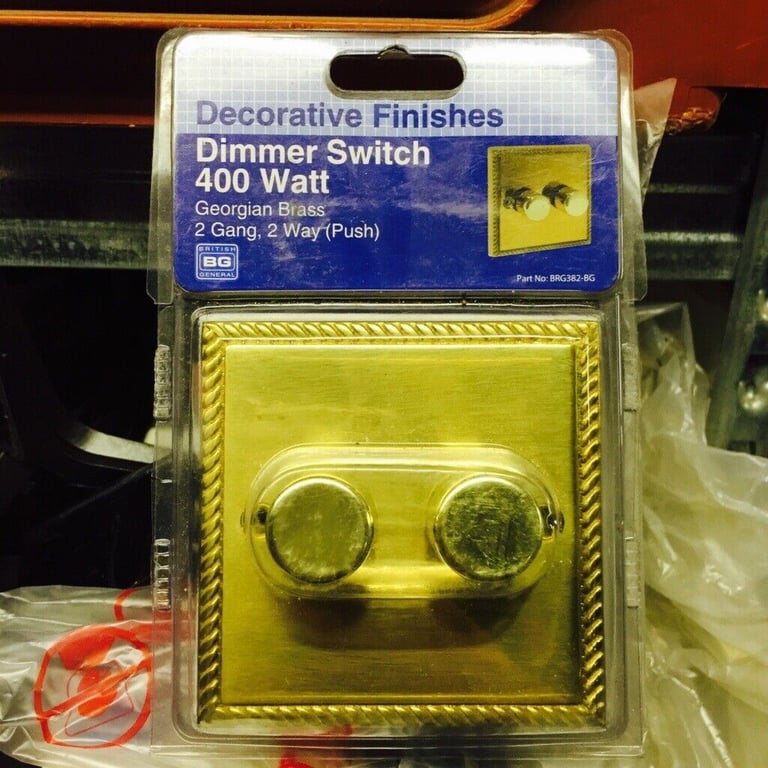 Decorative Finishes
Dimmer Switch
400 Watt
Georgian Brass
2 Gang, 2 Way (Push)
BRITISH
BG
GENERAL
Part No: BRG382-BG